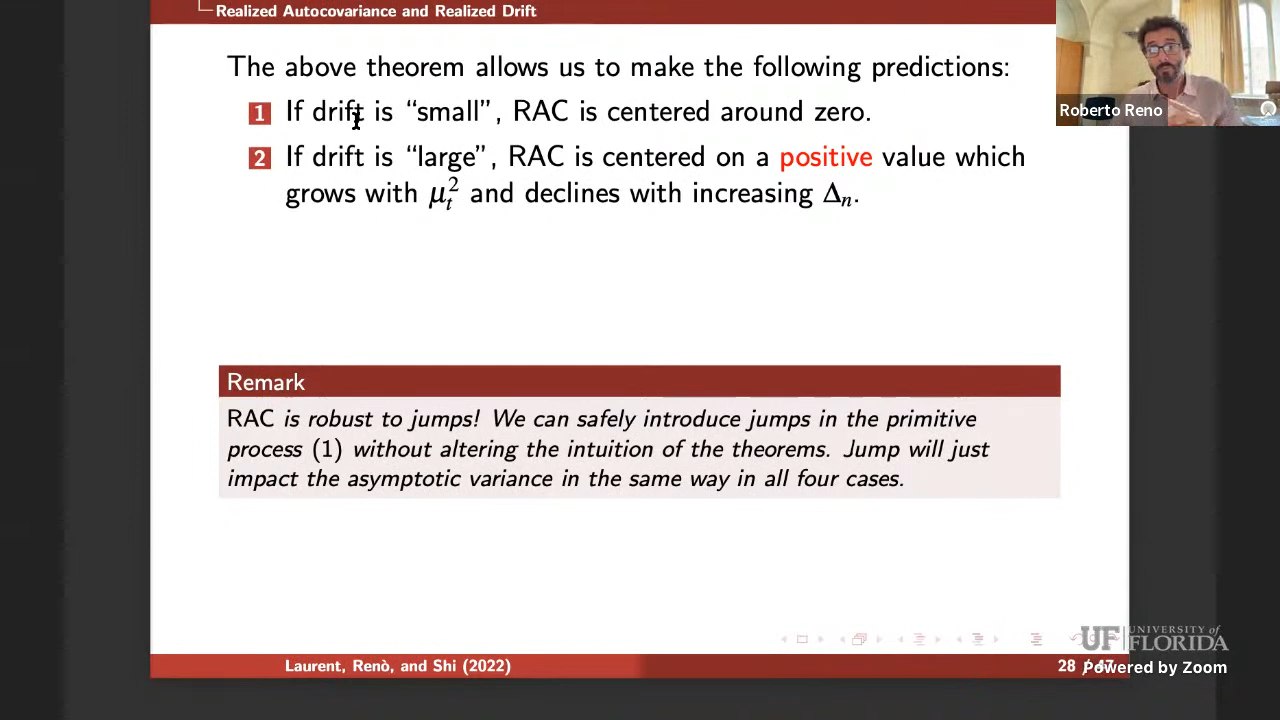 Realized Autocovariance and Realized Drift
The above theorem allows us to make the following predictions:
1 If drift is “small”, RAC is centered around zero.
2 If drift is “large”, RAC is centered on a positive value which
grows with μ_t^2 and declines with increasing Δ_n.
Remark
RAC is robust to jumps! We can safely introduce jumps in the primitive
process (1) without altering the intuition of the theorems. Jump will just
impact the asymptotic variance in the same way in all four cases.
Laurent, Renò, and Shi (2022)
28 / 47
Roberto Reno
UF UNIVERSITY of
FLORIDA
Powered by Zoom